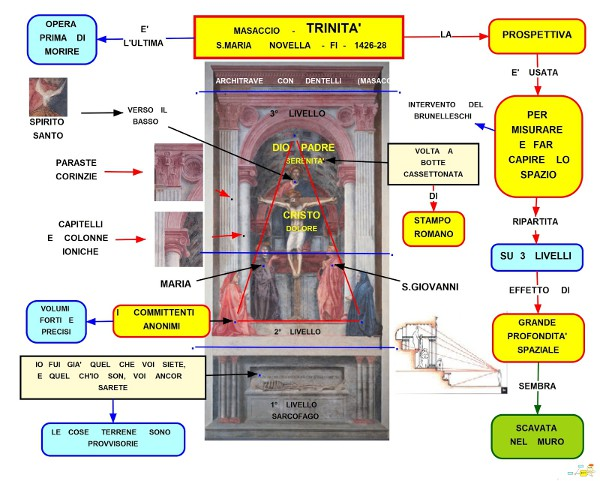 OPERA
PRIMA DI
MORIRE
E'
L'ULTIMA
MASACCIO - TRINITA'
S.MARIA NOVELLA - FI - 1426-28
LA
PROSPETTIVA
E' USATA
PER
MISURARE
E FAR
CAPIRE LO
SPAZIO
INTERVENTO DEL
BRUNELLESCHI
RIPARTITA
SU 3 LIVELLI
EFFETTO DI
GRANDE
PROFONDITA'
SPAZIALE
SEMBRA
SCAVATA
NEL MURO
ARCHITRAVE CON DENTELLI (MASACC
3° LIVELLO
DIO PADRE
SERENITA'
CRISTO
DOLORE
VOLTA A
BOTTE
CASSETTONATA
DI
STAMPO
ROMANO
SPIRITO
SANTO
VERSO IL
BASSO
PARASTE
CORINZIE
CAPITELLI
E COLONNE
IONICHE
MARIA
S.GIOVANNI
VOLUMI
FORTI E
PRECISI
I COMMITTENTI
ANONIMI
2° LIVELLO
IO FUI GIA' QUEL CHE VOI SIETE,
E QUEL CH'IO SON, VOI ANCOR
SARETE
1° LIVELLO
SARCOFAGO
LE COSE TERRENE SONO
PROVVISORIE